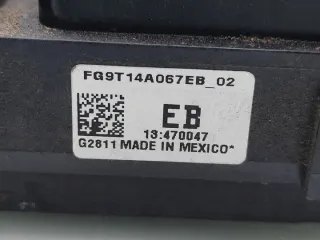 FG9T14A067EB_02
EB
13:470047
G2811 MADE IN MEXICO*